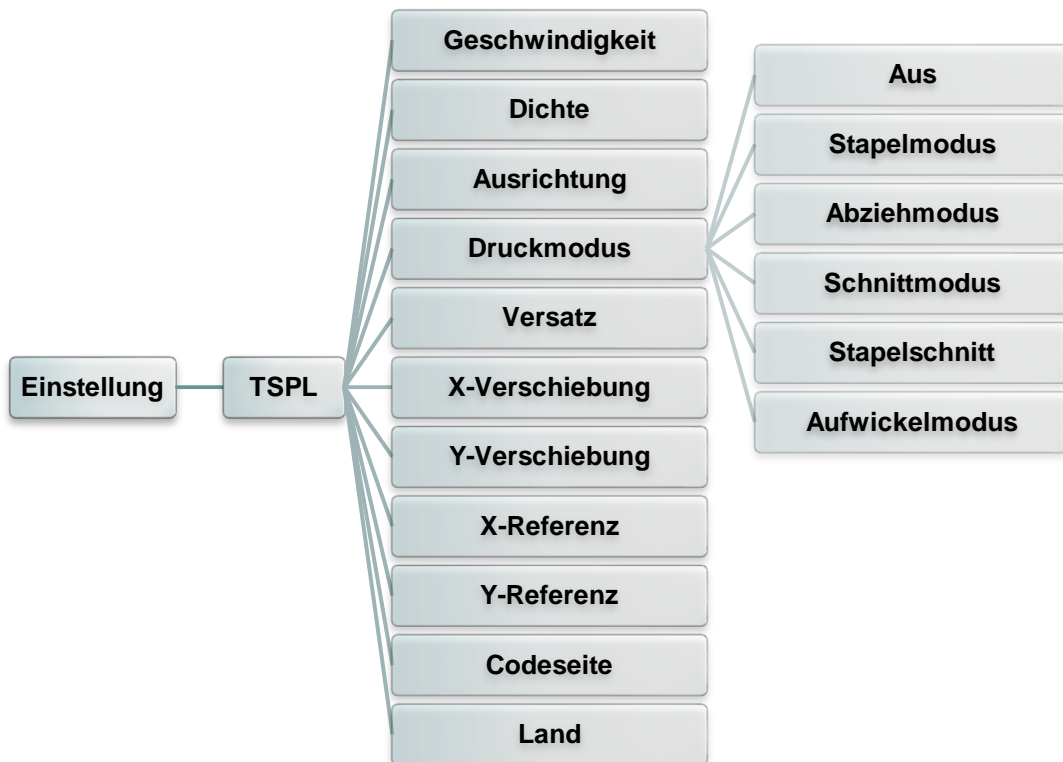 Einstellung
TSPL
Geschwindigkeit
Dichte
Ausrichtung
Druckmodus
Versatz
X-Verschiebung
Y-Verschiebung
X-Referenz
Y-Referenz
Codeseite
Land
Aus
Stapelmodus
Abziehmodus
Schnittmodus
Stapelschnitt
Aufwickelmodus